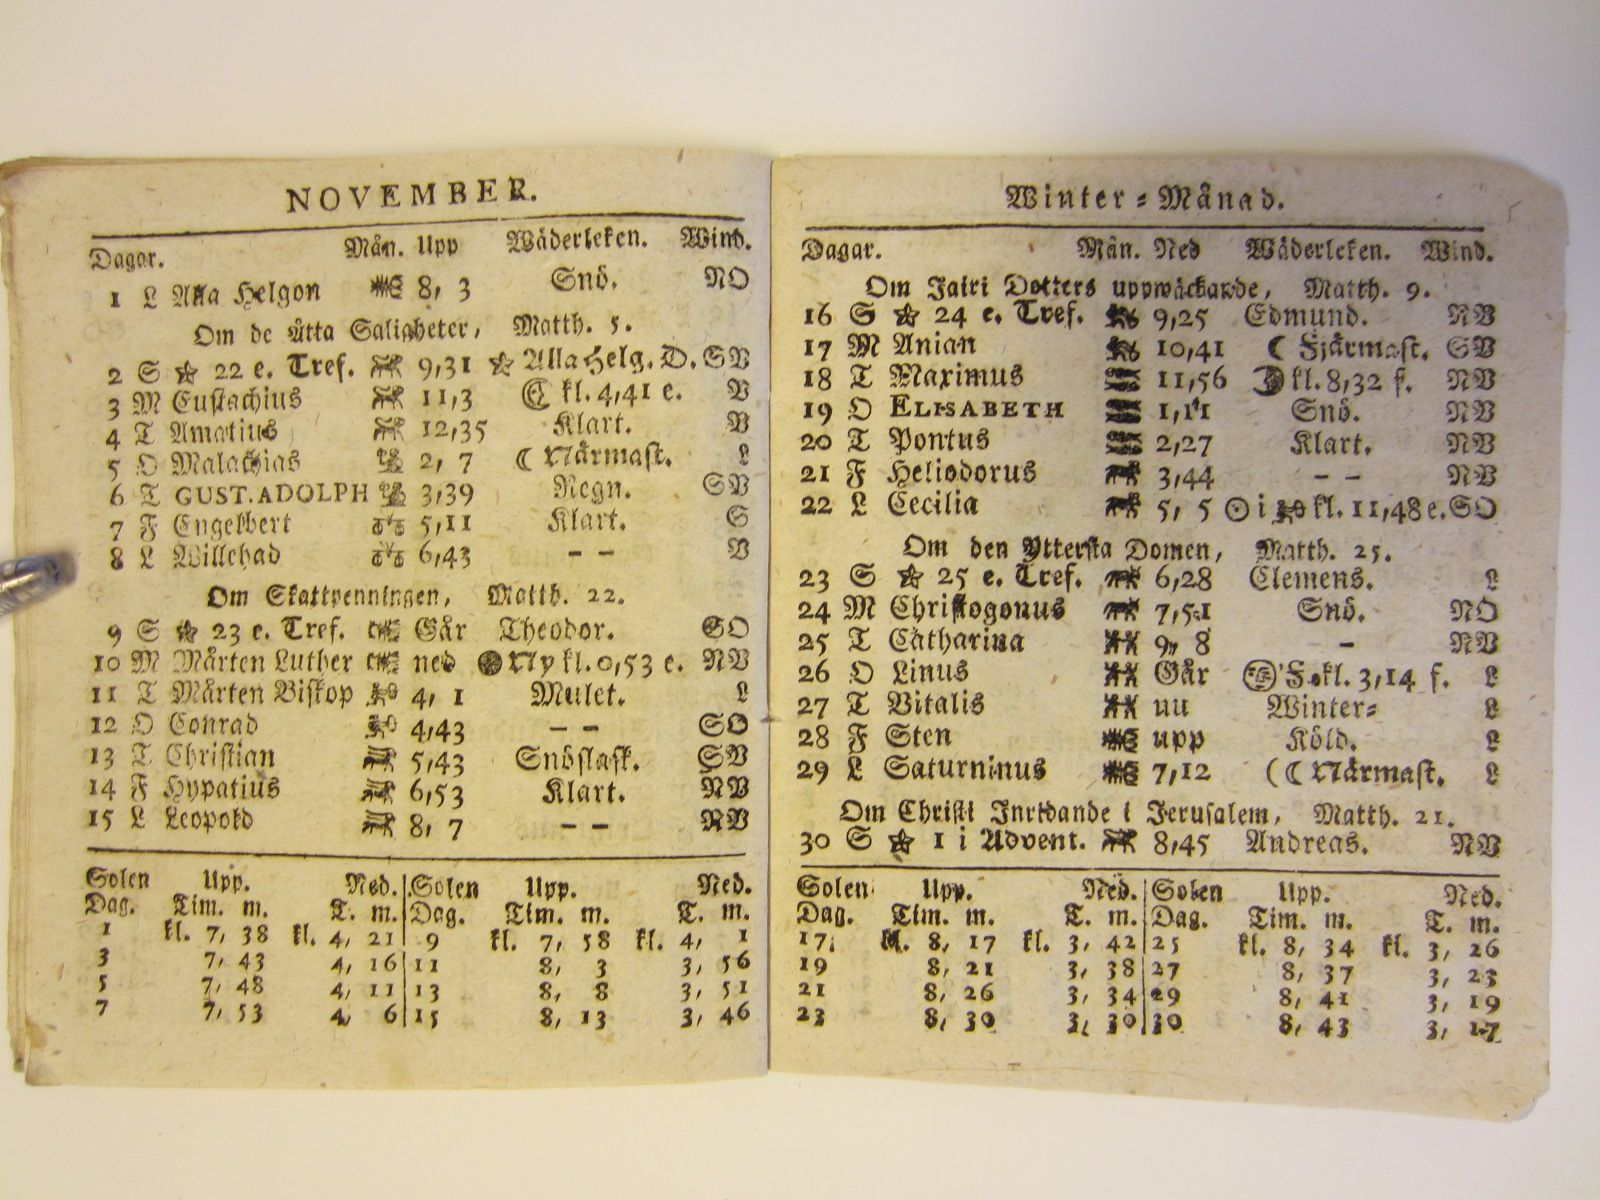 NOVEMBER.
Dagar. Mån. Upp Wäderleken. Wind.
1 L Alla Helgon 8, 3 Snö. NO
Om de Åtta Saligheter, Matth. 5.
2 S ☆ 22 e. Tref. 9,31 ☆ Alla Helg. D. SV
3 M Eustachius 11,3 ☾ kl. 4,41 e. V
4 T Amatius 12,35 Klart. V
5 O Malachias 2, 7 ☾ Närmast. L
6 T GUST. ADOLPH 3,39 Regn. SV
7 F Engelbert 5,11 Klart. S
8 L Willehad 6,43 – – V
Om Skattpenningen, Matth. 22.
9 S ☆ 23 e. Tref. Går Theodor. SO
10 M Mårten Luther ned ● Ny kl. 0,53 e. NV
11 T Mårten Biskop 4, 1 Mulet. L
12 O Conrad 4,43 – – SO
13 T Christian 5,43 Snöslask. SV
14 F Hypatius 6,53 Klart. NV
15 L Leopold 8, 7 – – NV
Solen Upp. Ned. Solen Upp. Ned.
Dag. Tim. m. T. m. Dag. Tim. m. T. m.
1 kl. 7, 38 kl. 4, 21 9 kl. 7, 58 kl. 4, 1
3 7, 43 4, 16 11 8, 3 3, 56
5 7, 48 4, 11 13 8, 8 3, 51
7 7, 53 4, 6 15 8, 13 3, 46
Winter-Månad.
Dagar. Mån. Ned Wäderleken. Wind.
Om Jairi Dotters uppwäckande, Matth. 9.
16 S ☆ 24 e. Tref. 9,25 Edmund. NV
17 M Anian 10,41 ☾ Fjärmast. SV
18 T Maximus 11,56 ☽ kl. 8,32 f. NV
19 O ELISABETH 1,11 Snö. NV
20 T Pontus 2,27 Klart. NV
21 F Heliodorus 3,44 – – NV
22 L Cecilia 5, 5 ☉ i kl. 11,48 e. SO
Om den Yttersta Domen, Matth. 25.
23 S ☆ 25 e. Tref. 6,28 Clemens. L
24 M Christogonus 7,51 Snö. NO
25 T Catharina 9, 8 – NV
26 O Linus Går F. kl. 3,14 f. L
27 T Vitalis uu Winter-
L
28 F Sten upp Köld. L
29 L Saturninus 7,12 (☾ Närmast. L
Om Christi Inridande i Jerusalem, Matth. 21.
30 S ☆ 1 i Advent. 8,45 Andreas. NV
Solen Upp. Ned. Solen Upp. Ned.
Dag. Tim. m. T. m. Dag. Tim. m. T. m.
17 kl. 8, 17 kl. 3, 42 25 kl. 8, 34 kl. 3, 26
19 8, 21 3, 38 27 8, 37 3, 23
21 8, 26 3, 34 29 8, 41 3, 19
23 8, 30 3, 30 30 8, 43 3, 17